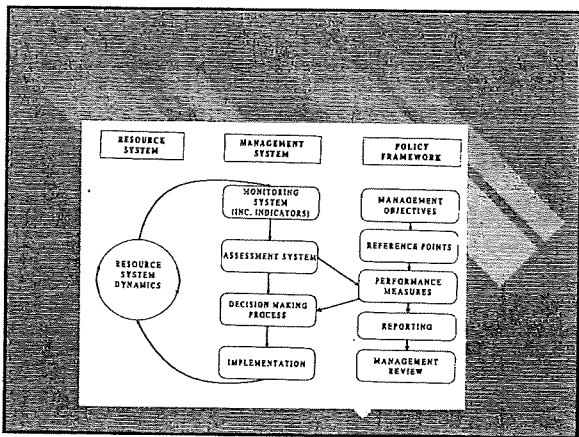 RESOURCE
SYSTEM
MANAGEMENT
SYSTEM
POLICY
FRAMEWORK
MONITORING
SYSTEM
(INC. INDICATORS)
MANAGEMENT
OBJECTIVES
ASSESSMENT SYSTEM
REFERENCE POINTS
RESOURCE
SYSTEM
DYNAMICS
PERFORMANCE
MEASURES
DECISION MAKING
PROCESS
REPORTING
IMPLEMENTATION
MANAGEMENT
REVIEW